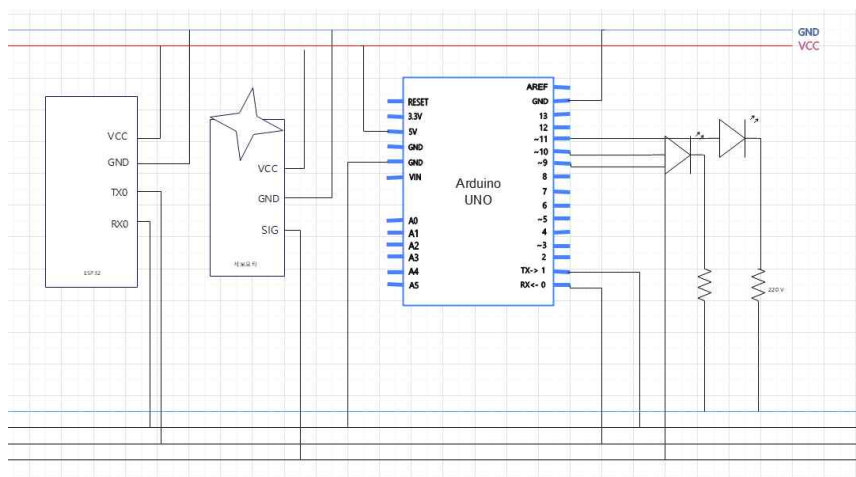 GND
VCC
VCC
GND
TX0
RX0
ESP32
VCC
GND
SIG
서보모터
RESET
3.3V
5V
GND
GND
VIN
A0
A1
A2
A3
A4
A5
Arduino
UNO
AREF
GND
13
12
~11
~10
~9
8
7
6
~5
4
~3
2
TX-> 1
RX<- 0
220 V